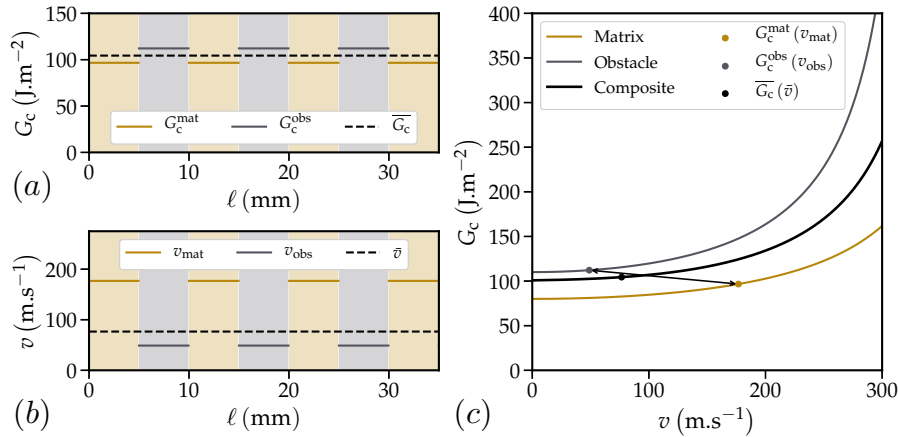 150
100
50
0
G_c (J.m⁻²)
G_c^mat
G_c^obs
\overline{G_c}
0
10
20
30
ℓ (mm)
(a)
200
100
0
v (m.s⁻¹)
v_mat
v_obs
v̄
0
10
20
30
ℓ (mm)
(b)
400
350
300
250
200
150
100
50
0
G_c (J.m⁻²)
Matrix
Obstacle
Composite
G_c^mat (v_mat)
G_c^obs (v_obs)
\overline{G_c} (v̄)
0
100
200
300
v (m.s⁻¹)
(c)